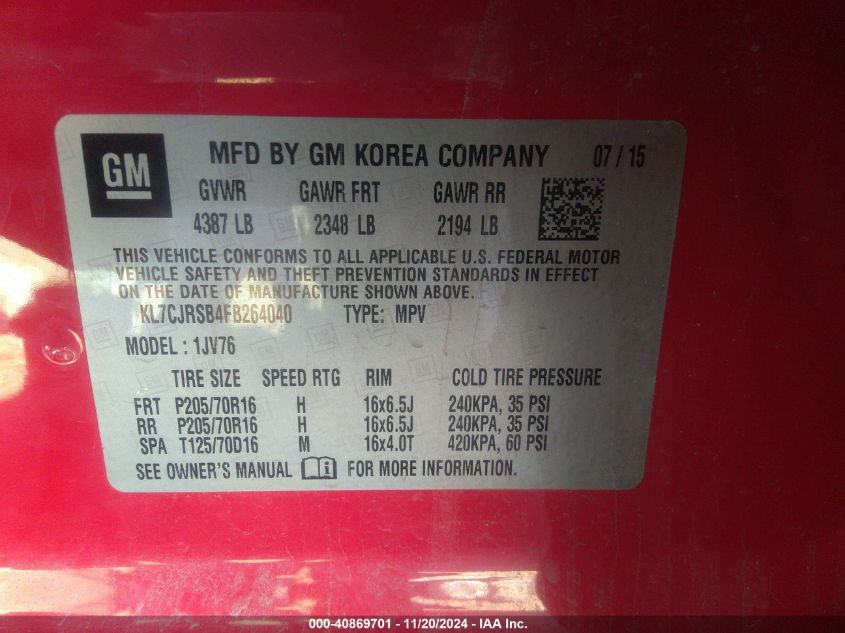 GM
MFD BY GM KOREA COMPANY 07 / 15
GVWR GAWR FRT GAWR RR
4387 LB 2348 LB 2194 LB
THIS VEHICLE CONFORMS TO ALL APPLICABLE U.S. FEDERAL MOTOR
VEHICLE SAFETY AND THEFT PREVENTION STANDARDS IN EFFECT
ON THE DATE OF MANUFACTURE SHOWN ABOVE.
KL7CJRSB4FB264040 TYPE: MPV
MODEL : 1JV76
TIRE SIZE SPEED RTG RIM COLD TIRE PRESSURE
FRT P205/70R16 H 16x6.5J 240KPA, 35 PSI
RR P205/70R16 H 16x6.5J 240KPA, 35 PSI
SPA T125/70D16 M 16x4.0T 420KPA, 60 PSI
SEE OWNER'S MANUAL i FOR MORE INFORMATION.
000-40869701 - 11/20/2024 - IAA Inc.